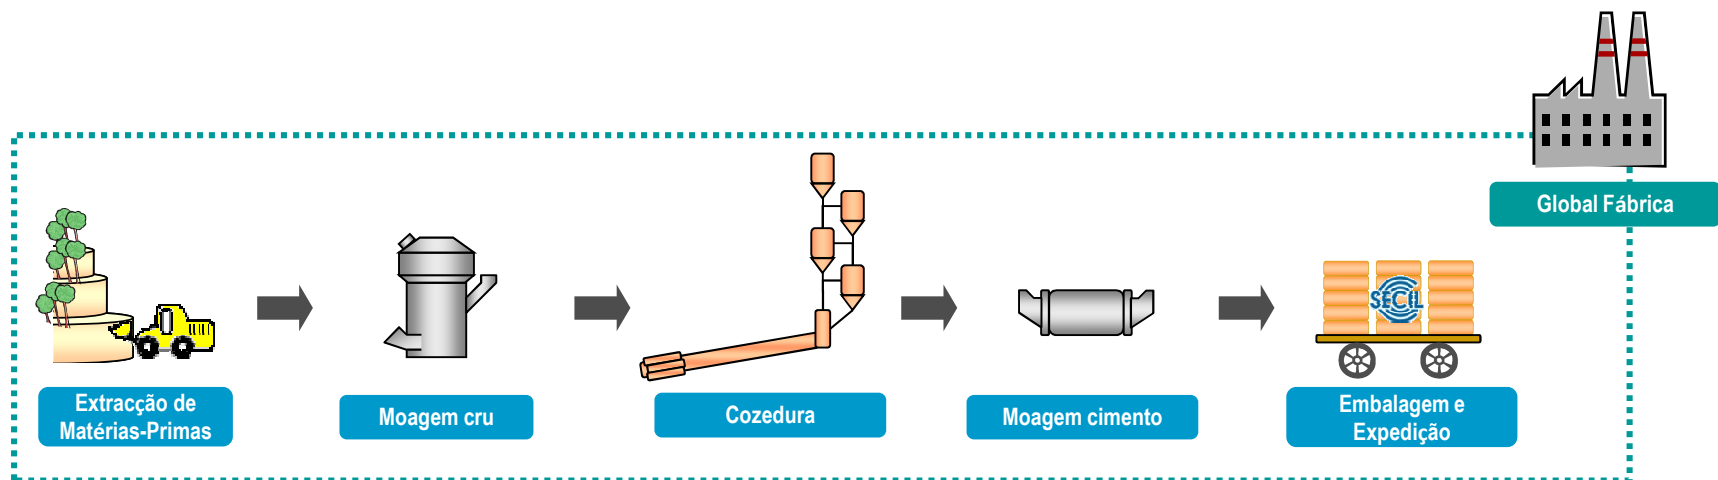 Global Fábrica
SECIL
Extracção de
Matérias-Primas
Moagem cru
Cozedura
Moagem cimento
Embalagem e
Expedição